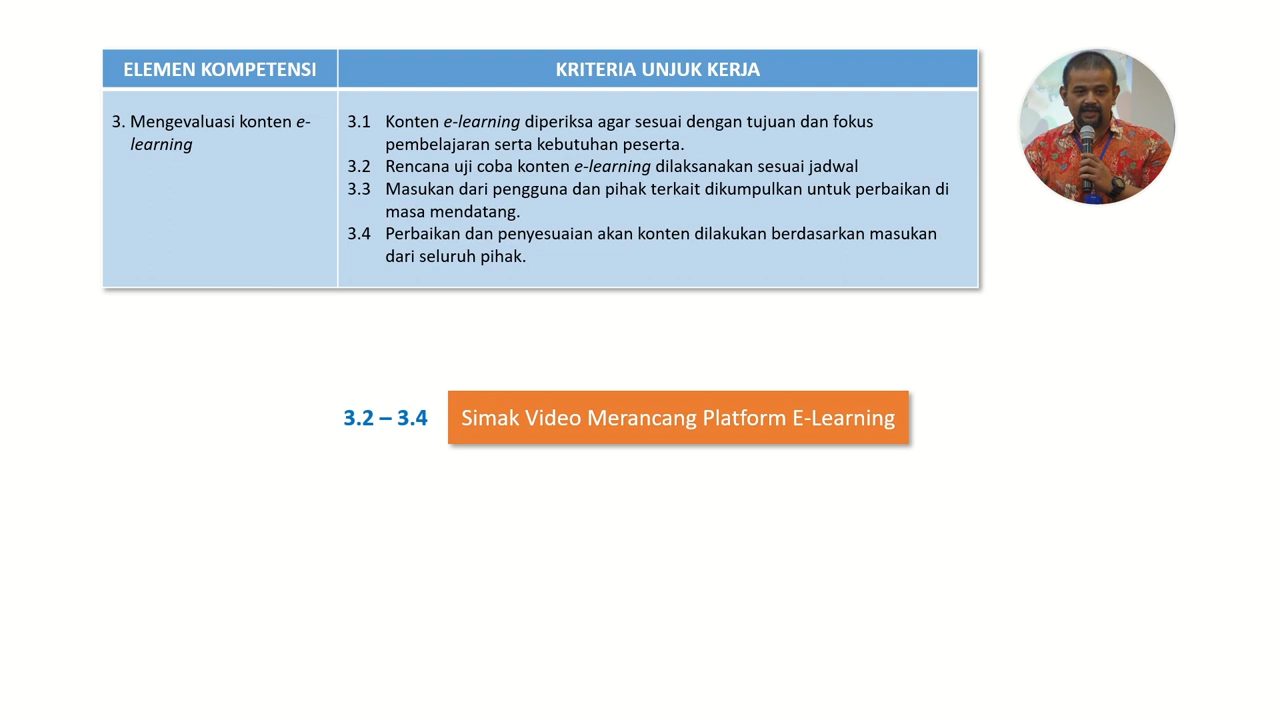 ELEMEN KOMPETENSI
KRITERIA UNJUK KERJA
3. Mengevaluasi konten e-
learning
3.1 Konten e-learning diperiksa agar sesuai dengan tujuan dan fokus
pembelajaran serta kebutuhan peserta.
3.2 Rencana uji coba konten e-learning dilaksanakan sesuai jadwal
3.3 Masukan dari pengguna dan pihak terkait dikumpulkan untuk perbaikan di
masa mendatang.
3.4 Perbaikan dan penyesuaian akan konten dilakukan berdasarkan masukan
dari seluruh pihak.
3.2 – 3.4
Simak Video Merancang Platform E-Learning